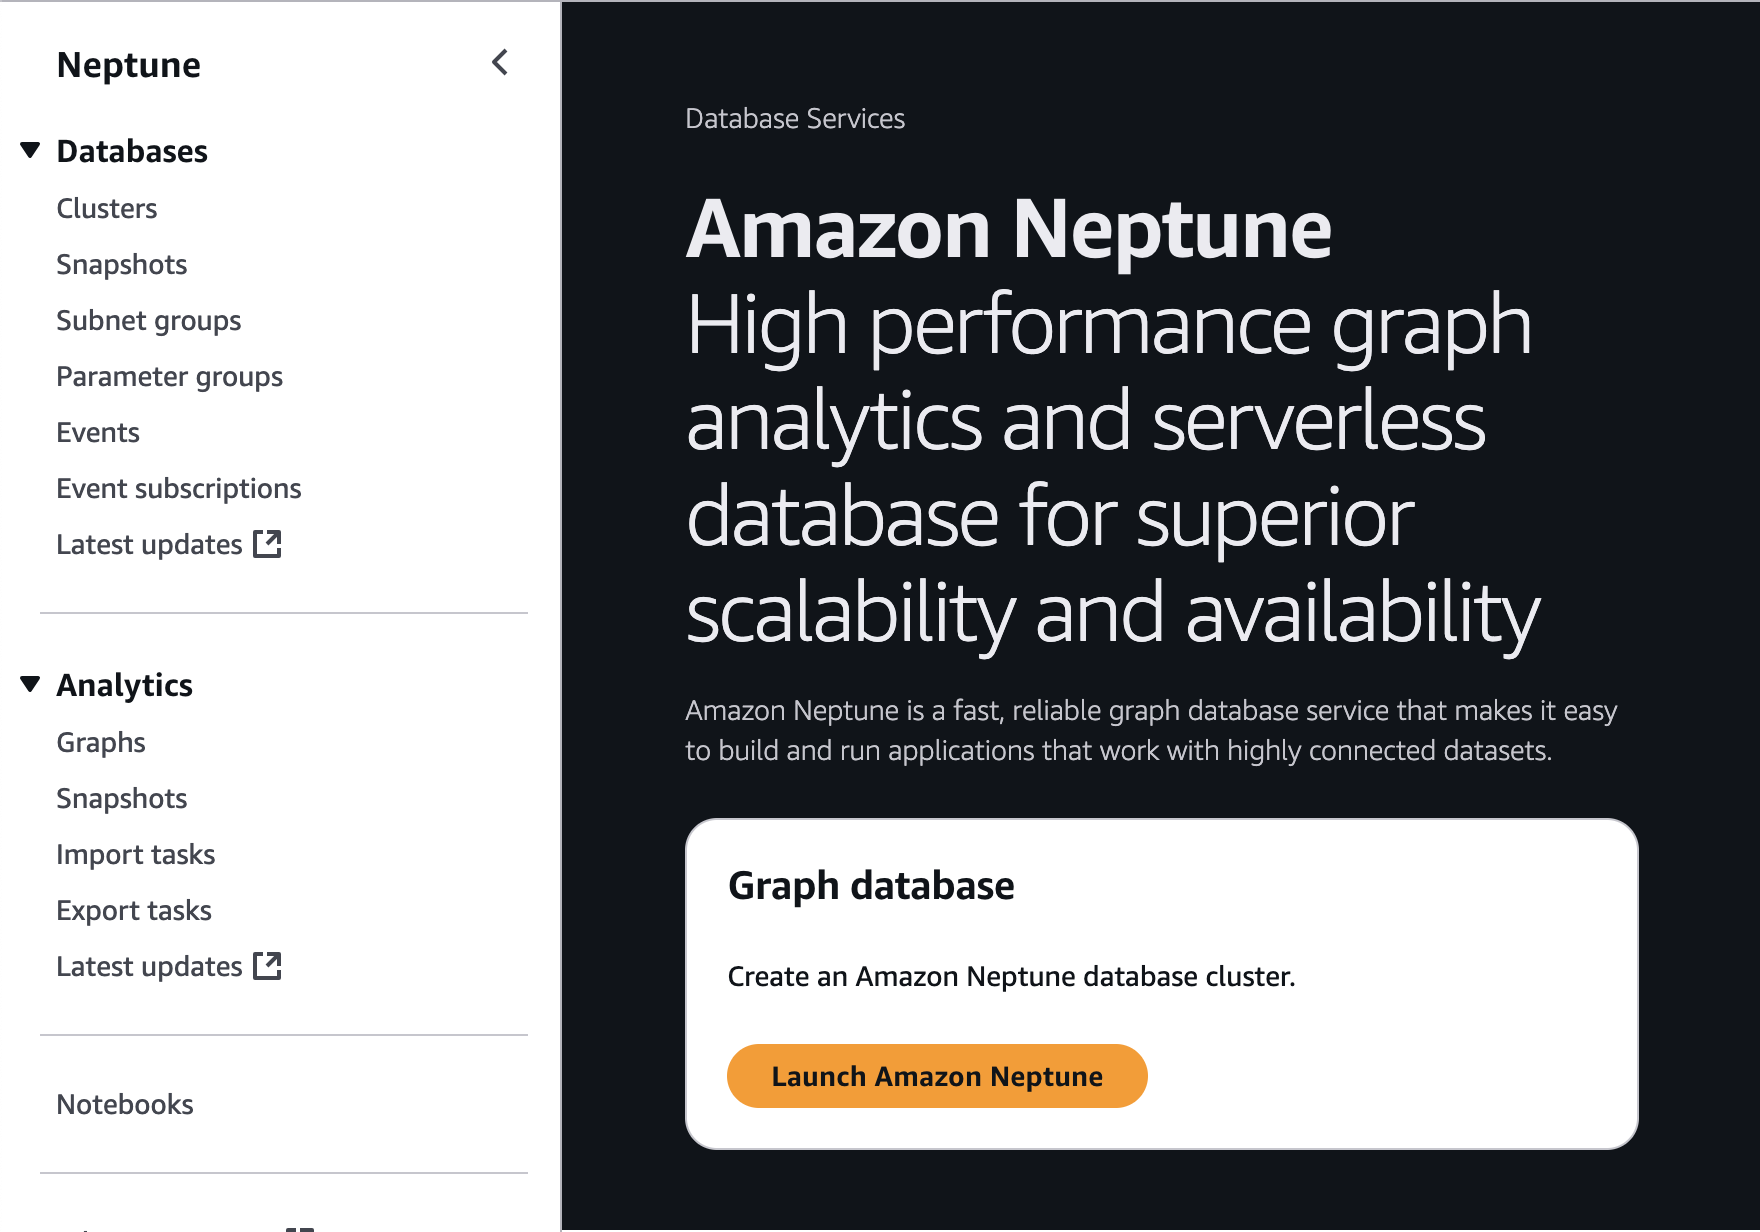 Neptune
Databases
Clusters
Snapshots
Subnet groups
Parameter groups
Events
Event subscriptions
Latest updates
Analytics
Graphs
Snapshots
Import tasks
Export tasks
Latest updates
Notebooks
Database Services
Amazon Neptune
High performance graph
analytics and serverless
database for superior
scalability and availability
Amazon Neptune is a fast, reliable graph database service that makes it easy
to build and run applications that work with highly connected datasets.
Graph database
Create an Amazon Neptune database cluster.
Launch Amazon Neptune